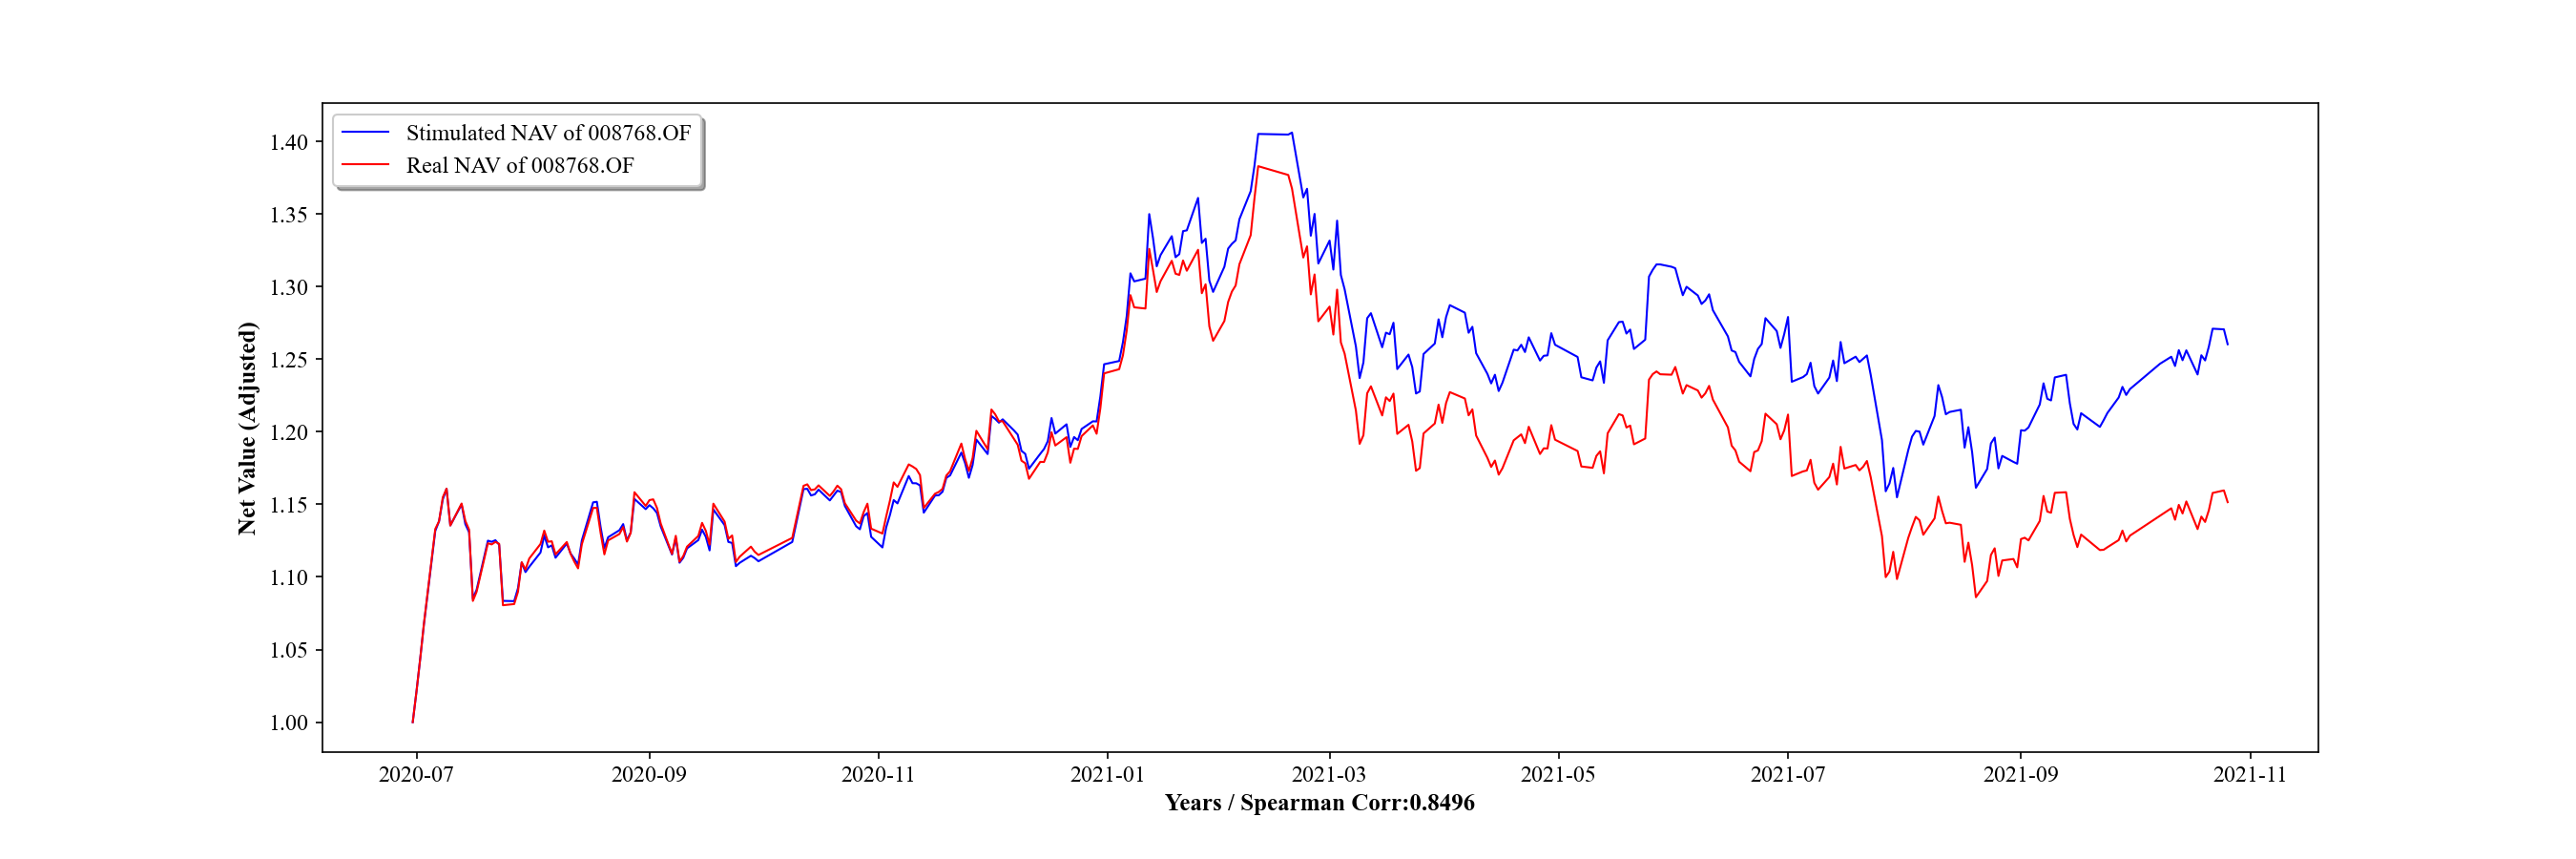 Stimulated NAV of 008768.OF
Real NAV of 008768.OF
Net Value (Adjusted)
1.40
1.35
1.30
1.25
1.20
1.15
1.10
1.05
1.00
2020-07 2020-09 2020-11 2021-01 2021-03 2021-05 2021-07 2021-09 2021-11
Years / Spearman Corr:0.8496